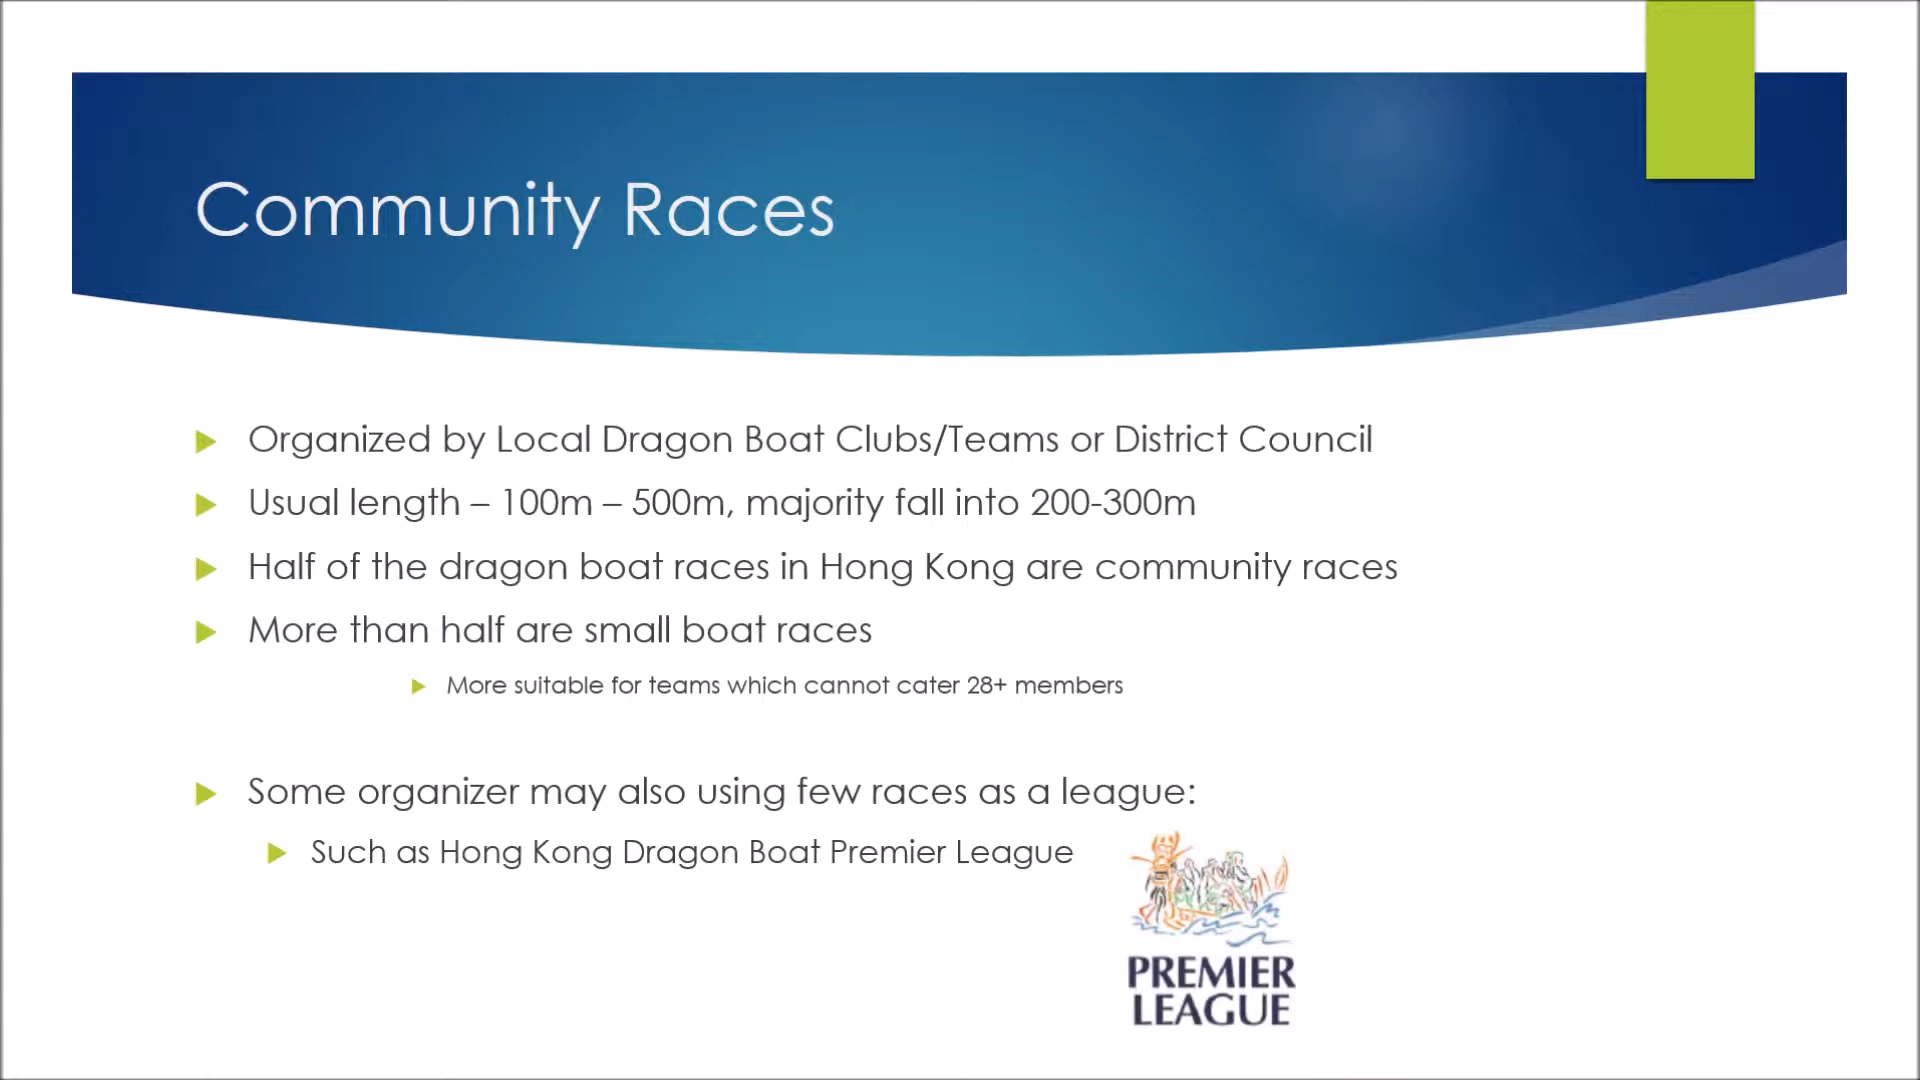 Community Races
Organized by Local Dragon Boat Clubs/Teams or District Council
Usual length – 100m – 500m, majority fall into 200-300m
Half of the dragon boat races in Hong Kong are community races
More than half are small boat races
More suitable for teams which cannot cater 28+ members
Some organizer may also using few races as a league:
Such as Hong Kong Dragon Boat Premier League
PREMIER
LEAGUE